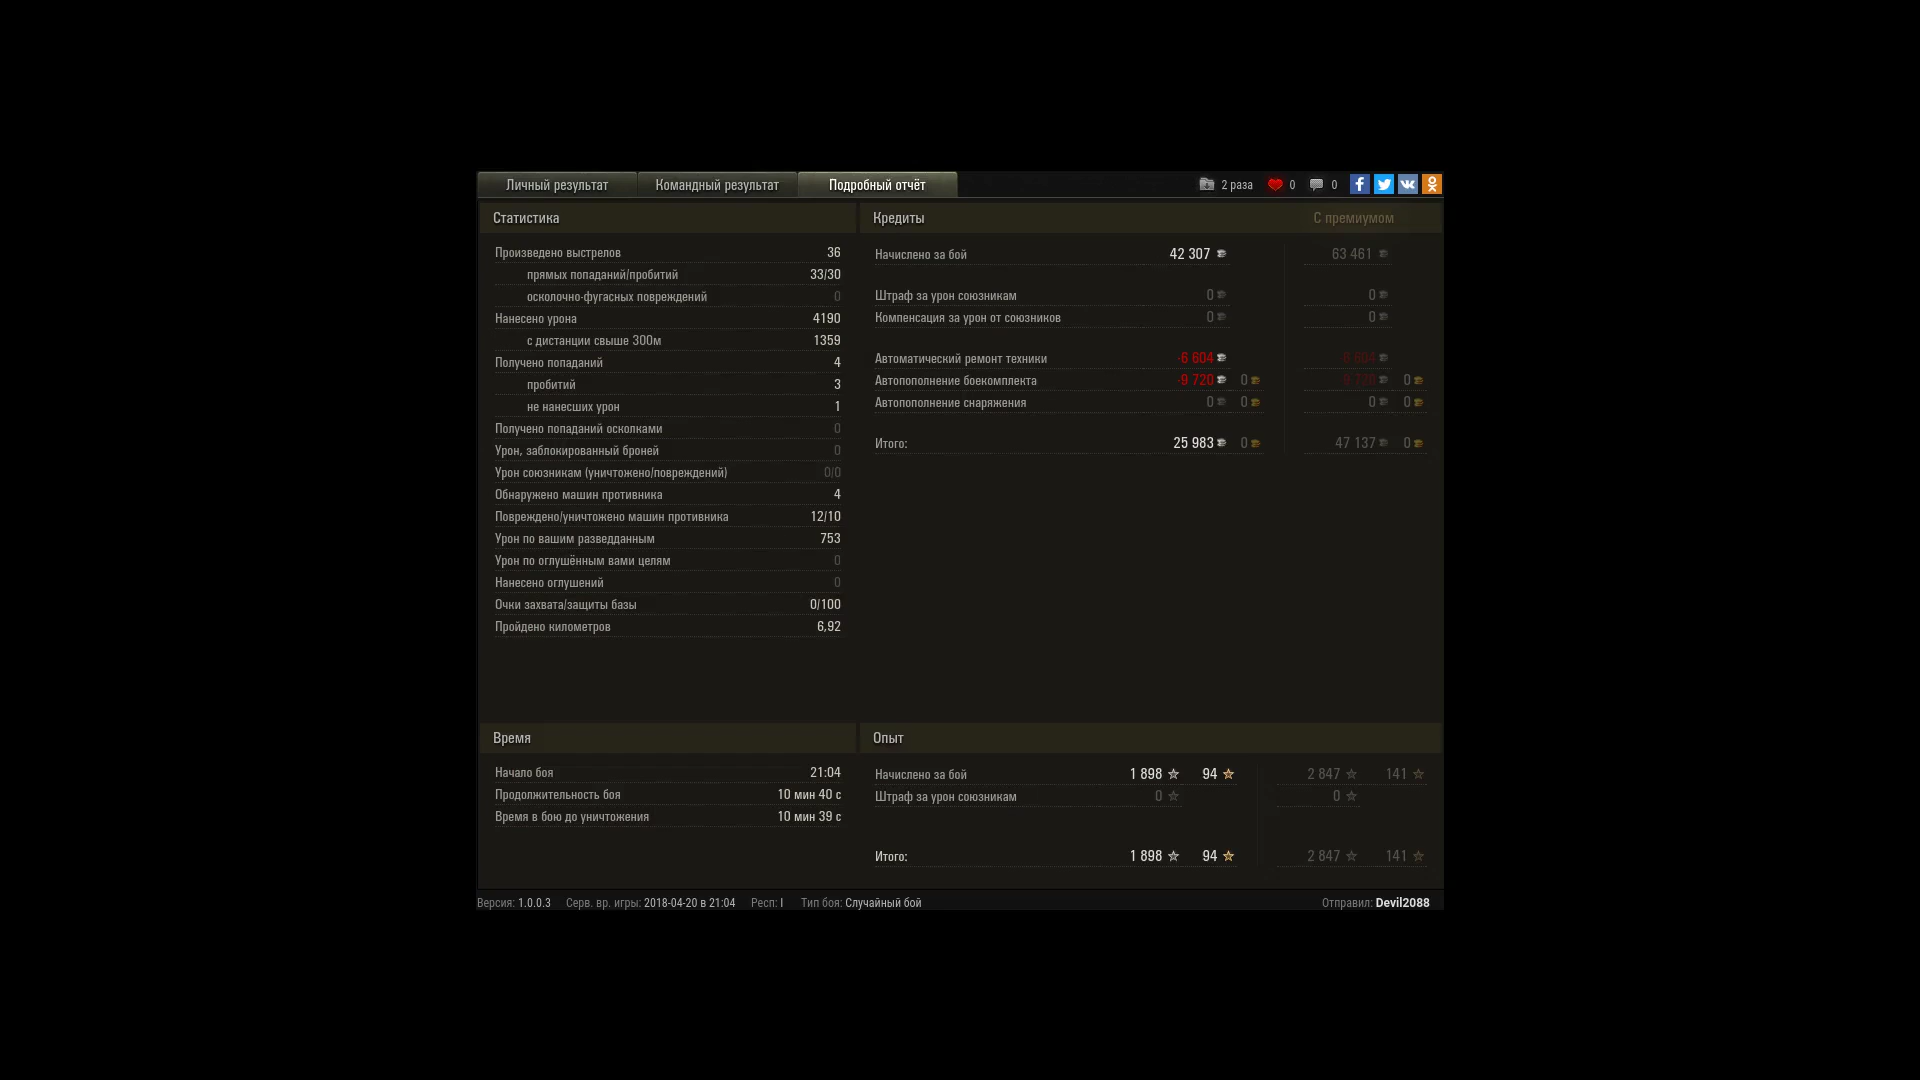 Личный результат Командный результат Подробный отчёт 2 раза 0 0
Статистика
Произведено выстрелов 36
прямых попаданий/пробитий 33/30
осколочно-фугасных повреждений 0
Нанесено урона 4190
с дистанции свыше 300м 1359
Получено попаданий 4
пробитий 3
не нанесших урон 1
Получено попаданий осколками 0
Урон, заблокированный броней 0
Урон союзникам (уничтожено/повреждений) 0/0
Обнаружено машин противника 4
Повреждено/уничтожено машин противника 12/10
Урон по вашим разведданным 753
Урон по оглушённым вами целям 0
Нанесено оглушений 0
Очки захвата/защиты базы 0/100
Пройдено километров 6,92
Кредиты С премиумом
Начислено за бой 42 307 63 461
Штраф за урон союзникам 0 0
Компенсация за урон от союзников 0 0
Автоматический ремонт техники -6 604 -6 604
Автопополнение боекомплекта -9 720 0 -9 720 0
Автопополнение снаряжения 0 0 0 0
Итого: 25 983 0 47 137 0
Время
Начало боя 21:04
Продолжительность боя 10 мин 40 с
Время в бою до уничтожения 10 мин 39 с
Опыт
Начислено за бой 1 898 94 2 847 141
Штраф за урон союзникам 0 0
Итого: 1 898 94 2 847 141
Версия: 1.0.0.3 Серв. вр. игры: 2018-04-20 в 21:04 Респ: I Тип боя: Случайный бой Отправил: Devil2088